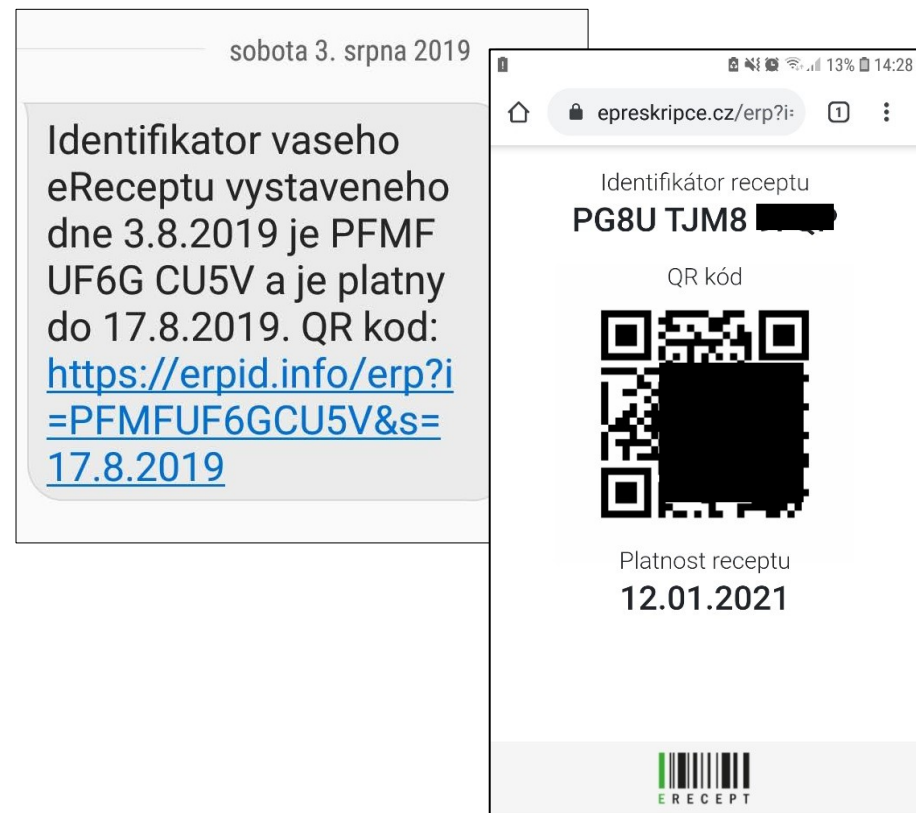 sobota 3. srpna 2019
Identifikator vaseho
eReceptu vystaveneho
dne 3.8.2019 je PFMF
UF6G CU5V a je platny
do 17.8.2019. QR kod:
https://erpid.info/erp?i
=PFMFUF6GCU5V&s=
17.8.2019
13% 14:28
epreskripce.cz/erp?i=
1
Identifikátor receptu
PG8U TJM8
QR kód
Platnost receptu
12.01.2021
ERECEPT